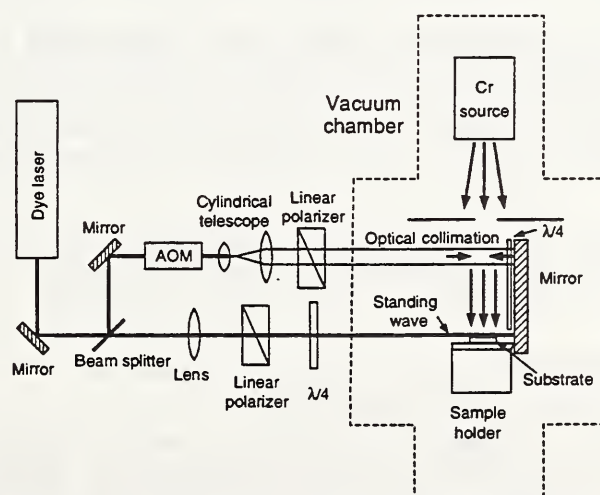 Cr
source
Vacuum
chamber
Dye laser
Cylindrical
telescope
Linear
polarizer
Mirror
AOM
Optical collimation
λ/4
Mirror
Standing
wave
Mirror
Beam splitter
Lens
Linear
polarizer
λ/4
Substrate
Sample
holder